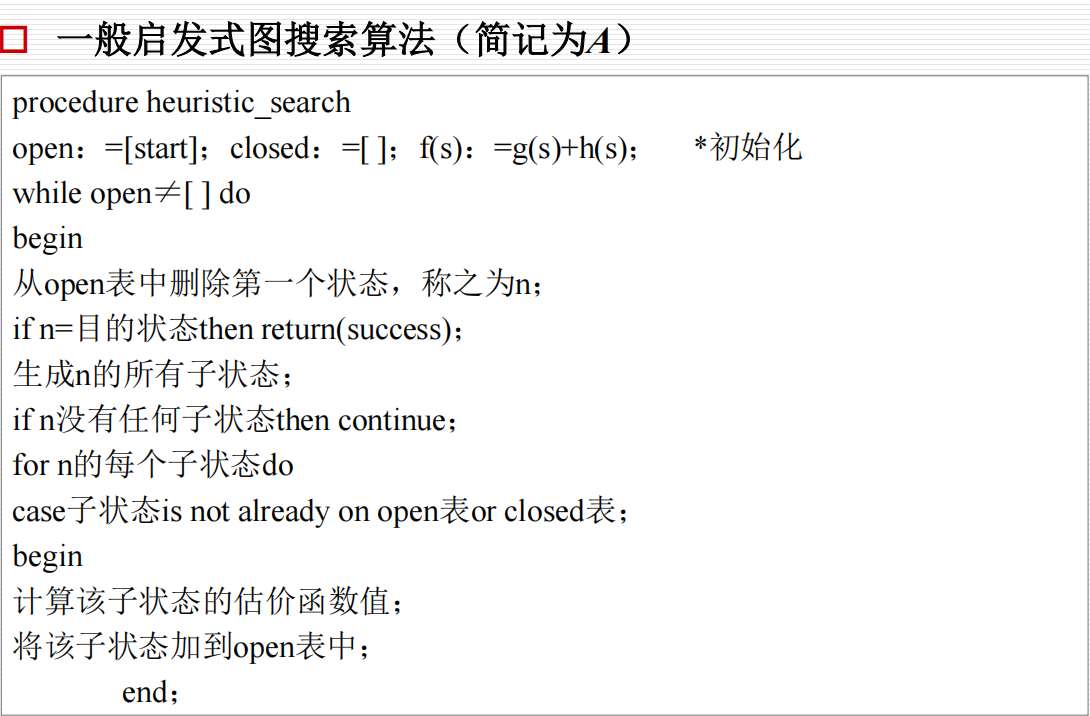 一般启发式图搜索算法（简记为A）
procedure heuristic_search
open：=[start]；closed：=[ ]；f(s)：=g(s)+h(s)； *初始化
while open≠[ ] do
begin
从open表中删除第一个状态，称之为n；
if n=目的状态then return(success)；
生成n的所有子状态；
if n没有任何子状态then continue；
for n的每个子状态do
case子状态is not already on open表or closed表；
begin
计算该子状态的估价函数值；
将该子状态加到open表中；
end；